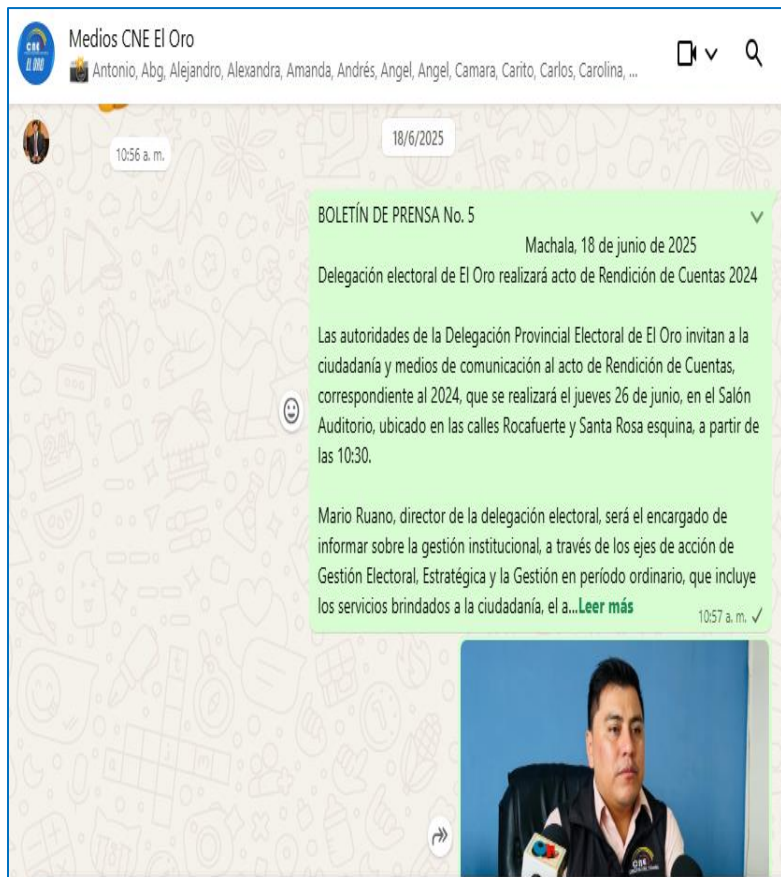 Medios CNE El Oro
Antonio, Abg, Alejandro, Alexandra, Amanda, Andrés, Angel, Angel, Camara, Carito, Carlos, Carolina, ...
CNE
EL ORO
18/6/2025
10:56 a. m.
BOLETÍN DE PRENSA No. 5
Machala, 18 de junio de 2025
Delegación electoral de El Oro realizará acto de Rendición de Cuentas 2024
Las autoridades de la Delegación Provincial Electoral de El Oro invitan a la
ciudadanía y medios de comunicación al acto de Rendición de Cuentas,
correspondiente al 2024, que se realizará el jueves 26 de junio, en el Salón
Auditorio, ubicado en las calles Rocafuerte y Santa Rosa esquina, a partir de
las 10:30.
Mario Ruano, director de la delegación electoral, será el encargado de
informar sobre la gestión institucional, a través de los ejes de acción de
Gestión Electoral, Estratégica y la Gestión en período ordinario, que incluye
los servicios brindados a la ciudadanía, el a...Leer más
10:57 a. m.
CNE